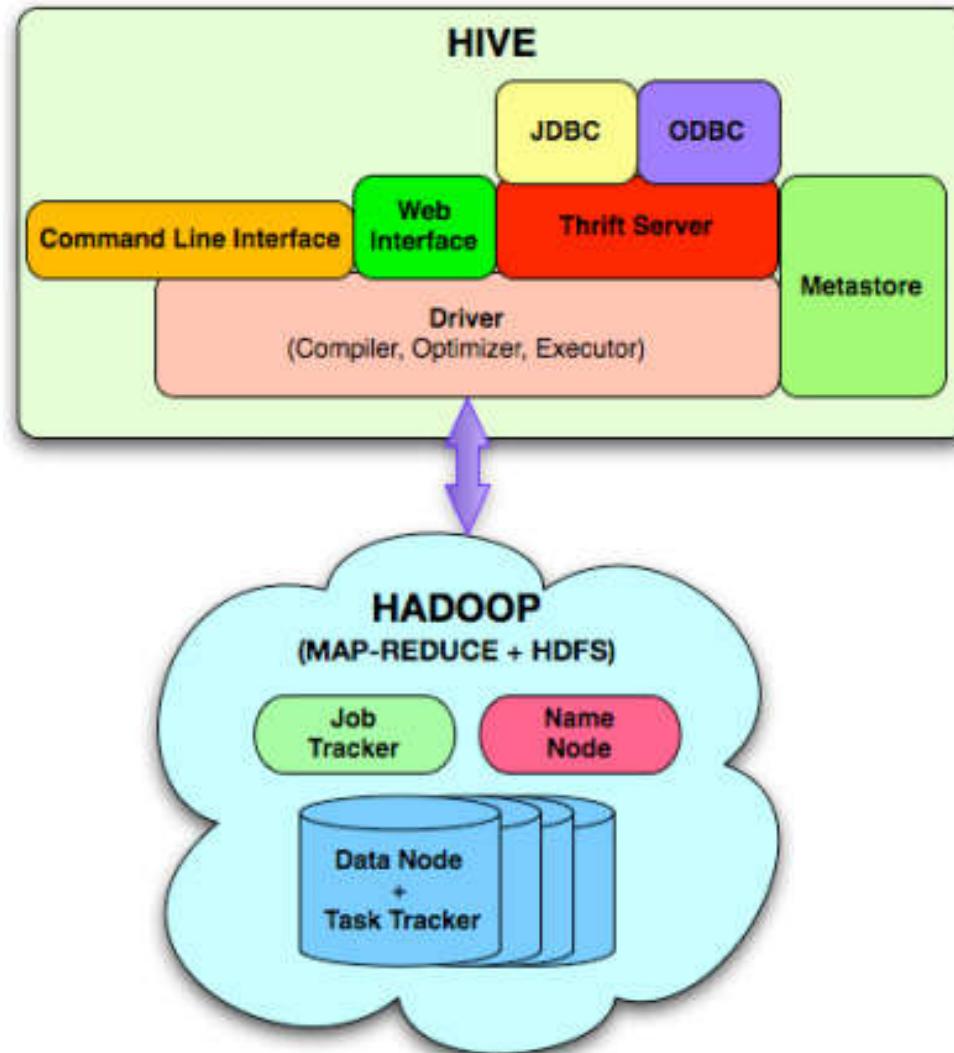 HIVE
JDBC
ODBC
Command Line Interface
Web
Interface
Thrift Server
Metastore
Driver
(Compiler, Optimizer, Executor)
HADOOP
(MAP-REDUCE + HDFS)
Job
Tracker
Name
Node
Data Node
+
Task Tracker